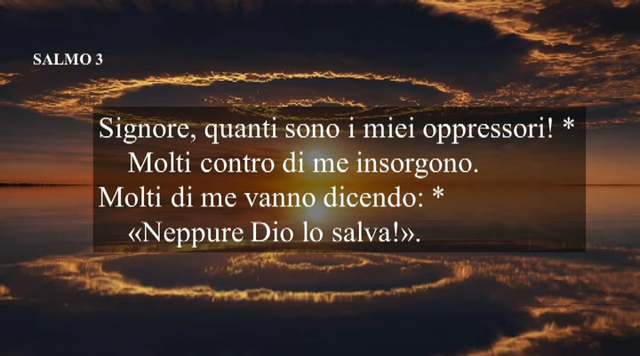 SALMO 3
Signore, quanti sono i miei oppressori! *
Molti contro di me insorgono.
Molti di me vanno dicendo: *
«Neppure Dio lo salva!».